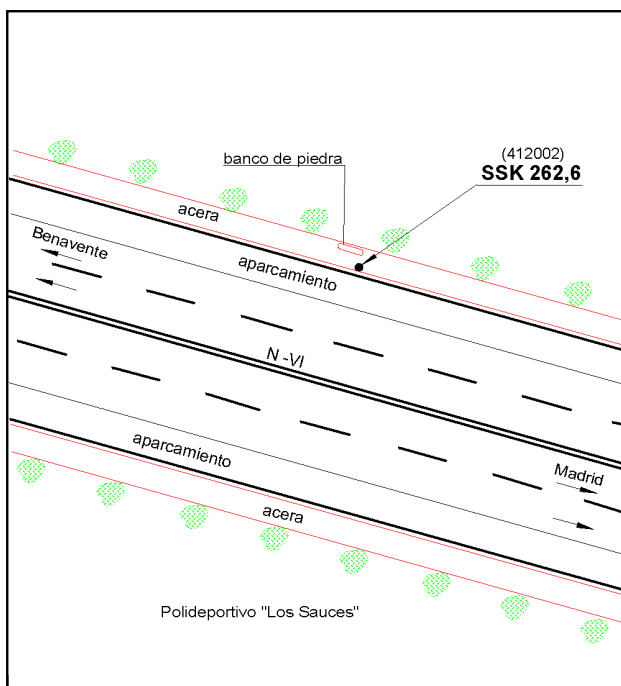 (412002)
banco de piedra
SSK 262,6
acera
Benavente
aparcamiento
N -VI
aparcamiento
Madrid
acera
Polideportivo "Los Sauces"